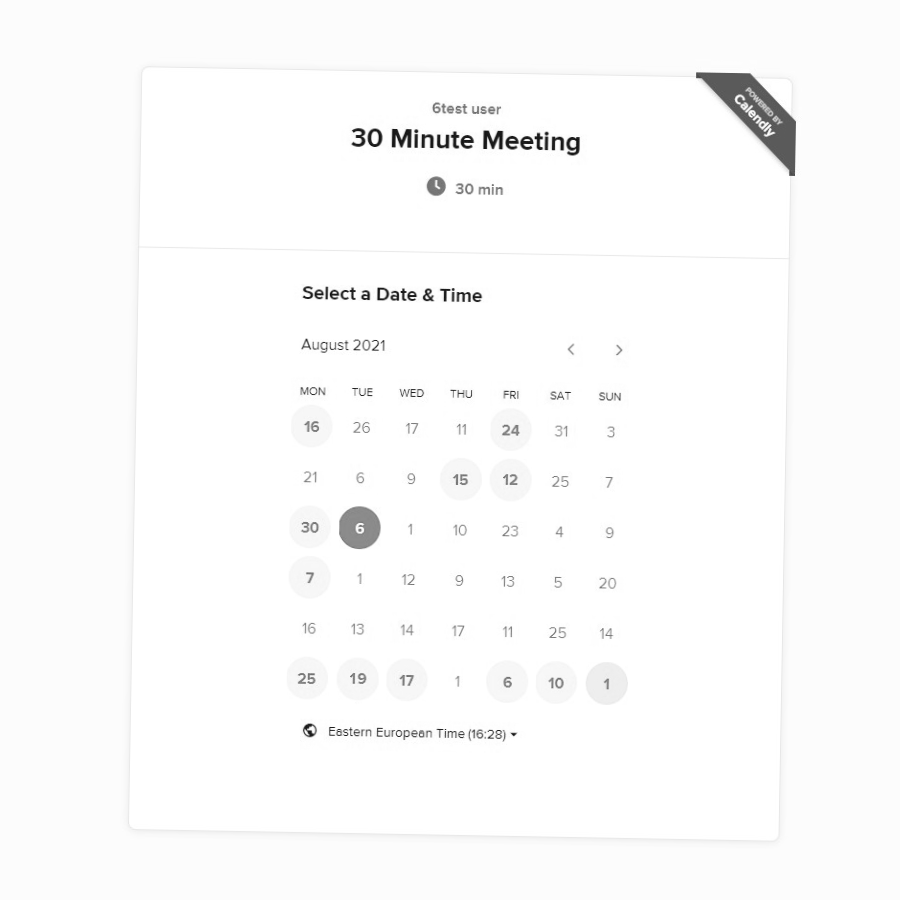 POWERED BY
Calendly
6test user
30 Minute Meeting
30 min
Select a Date & Time
August 2021
MON TUE WED THU FRI SAT SUN
16 26 17 11 24 31 3
21 6 9 15 12 25 7
30 6 1 10 23 4 9
7 1 12 9 13 5 20
16 13 14 17 11 25 14
25 19 17 1 6 10 1
Eastern European Time (16:28)